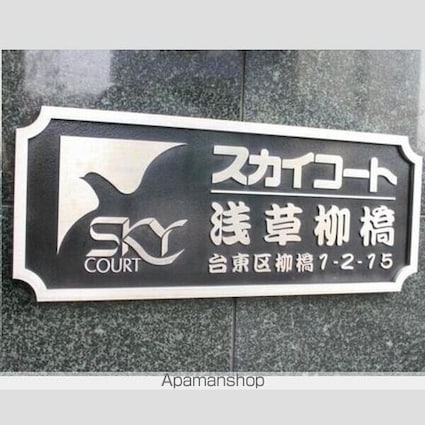 SKY
COURT
スカイコート
浅草柳橋
台東区柳橋1-2-15
Apamanshop